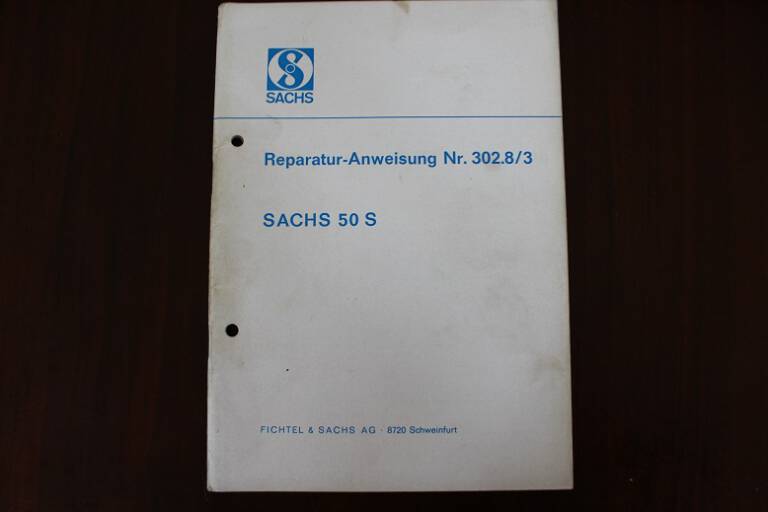 SACHS
Reparatur-Anweisung Nr. 302.8/3
SACHS 50 S
FICHTEL & SACHS AG · 8720 Schweinfurt